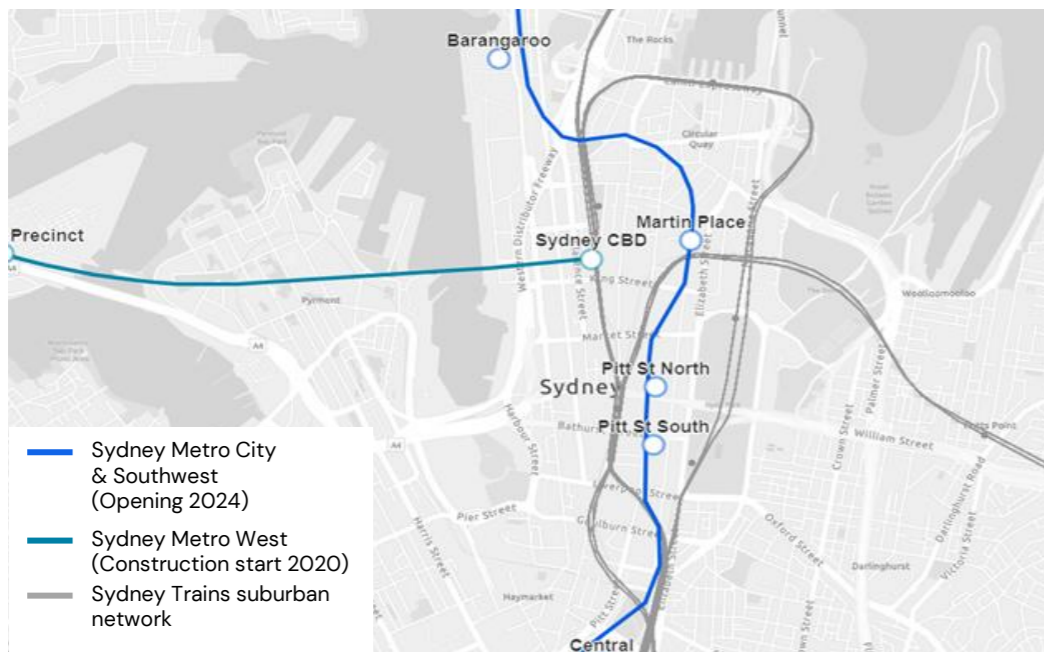 Barangaroo
The Rocks
Circular
Quay
Western Distributor Freeway
Martin Place
Precinct
Sydney CBD
King Street
Elizabeth Street
Woolloomooloo
Pyrmont
A4
Market Street
Palmer Street
Pitt St North
Sydney
Pitt St South
Harbour Street
A4
William Street
Crown Street
Liverpool Street
Pier Street
Goulburn Street
Oxford Street
Darlinghurst Road
Victoria Street
Harris Street
Darlinghurst
Haymarket
Pitt Street
Elizabeth Street
Central
Sydney Metro City
& Southwest
(Opening 2024)
Sydney Metro West
(Construction start 2020)
Sydney Trains suburban
network